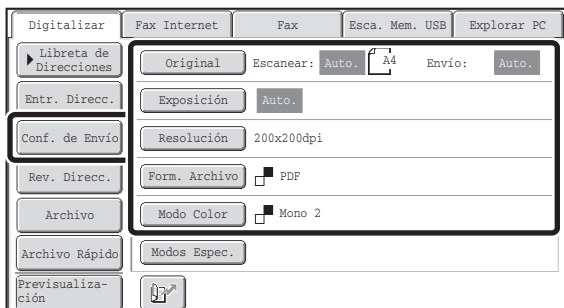 Digitalizar Fax Internet Fax Esca. Mem. USB Explorar PC
Libreta de
Direcciones
Original Escanear: Auto. A4 Envío: Auto.
Entr. Direcc. Exposición Auto.
Conf. de Envío Resolución 200x200dpi
Rev. Direcc. Form. Archivo PDF
Archivo Modo Color Mono 2
Archivo Rápido Modos Espec.
Previsualiza-
ción